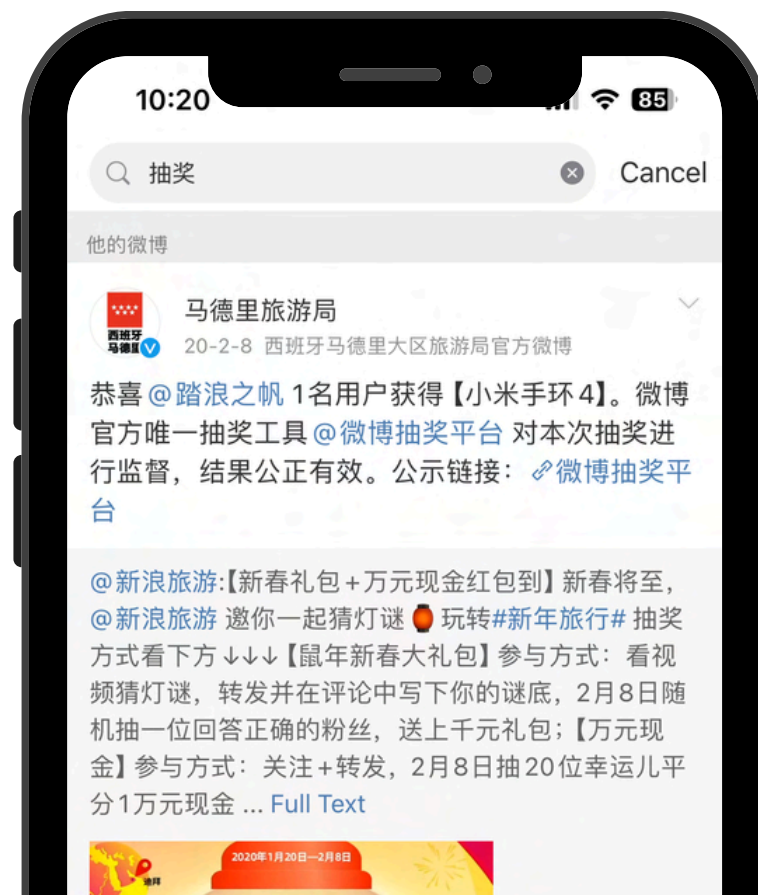 10:20
85
抽奖
Cancel
他的微博
西班牙
马德里
马德里旅游局
20-2-8 西班牙马德里大区旅游局官方微博
恭喜@踏浪之帆 1名用户获得【小米手环4】。微博
官方唯一抽奖工具@微博抽奖平台 对本次抽奖进
行监督，结果公正有效。公示链接：微博抽奖平
台
@新浪旅游:【新春礼包+万元现金红包到】新春将至，
@新浪旅游 邀你一起猜灯谜🏮玩转#新年旅行# 抽奖
方式看下方↓↓↓【鼠年新春大礼包】参与方式：看视
频猜灯谜，转发并在评论中写下你的谜底，2月8日随
机抽一位回答正确的粉丝，送上千元礼包；【万元现
金】参与方式：关注+转发，2月8日抽20位幸运儿平
分1万元现金 ... Full Text
2020年1月20日—2月8日
迪拜